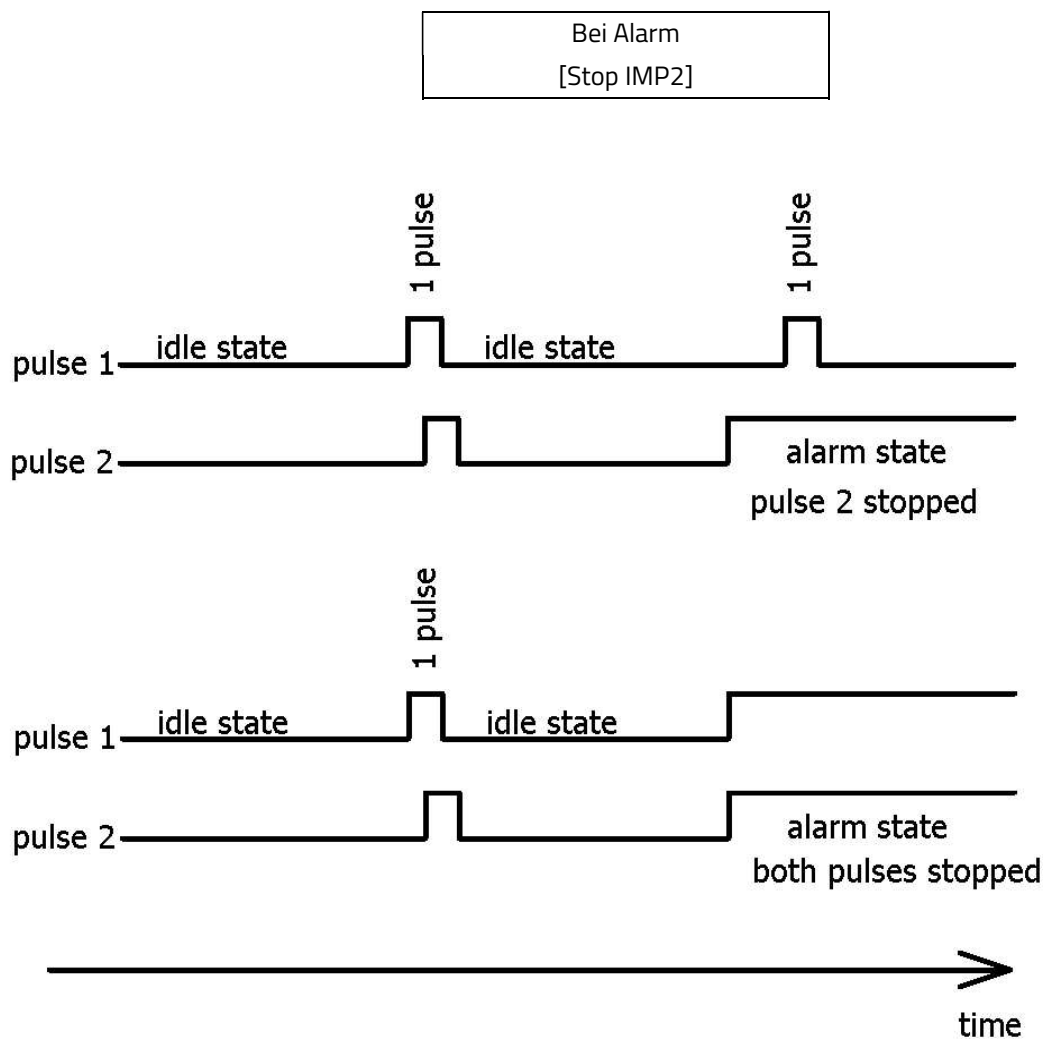 Bei Alarm
[Stop IMP2]
1 pulse
1 pulse
pulse 1
idle state
idle state
pulse 2
alarm state
pulse 2 stopped
1 pulse
pulse 1
idle state
idle state
pulse 2
alarm state
both pulses stopped
time